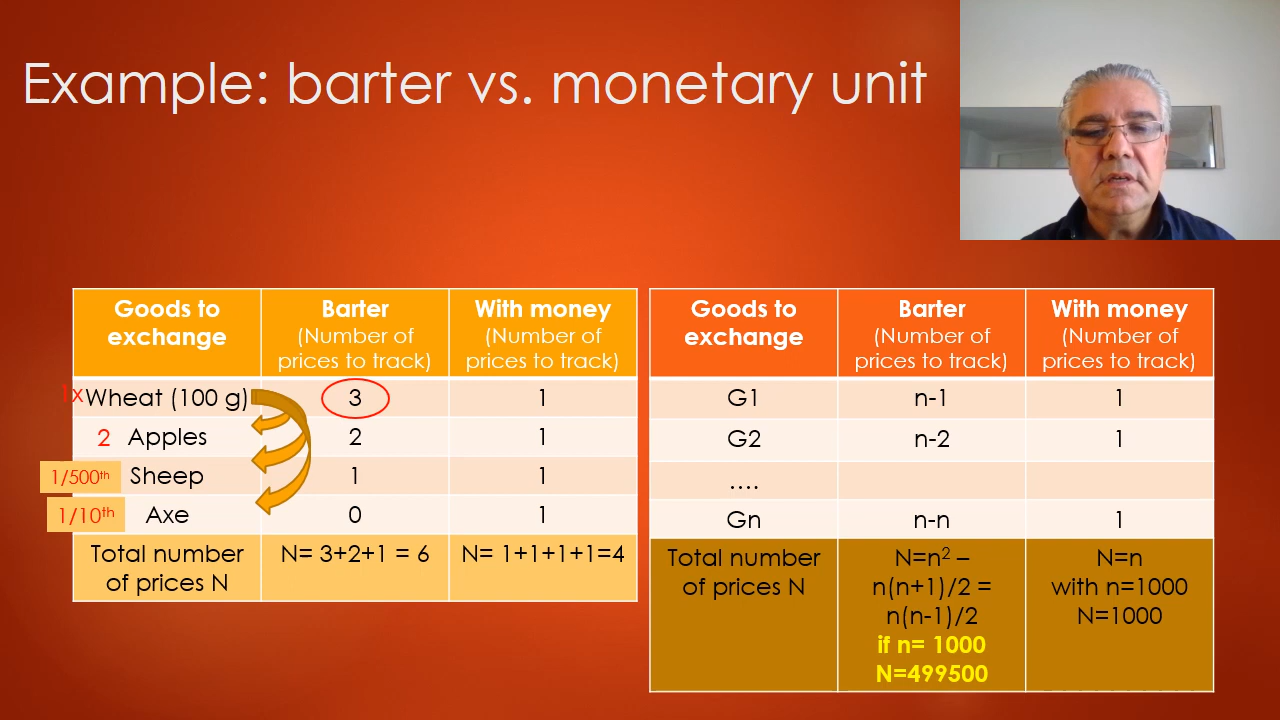 Example: barter vs. monetary unit
Goods to exchange
Barter
(Number of prices to track)
With money
(Number of prices to track)
1x Wheat (100 g)
3
1
2 Apples
2
1
1/500th Sheep
1
1
1/10th Axe
0
1
Total number of prices N
N= 3+2+1 = 6
N= 1+1+1+1=4
Goods to exchange
Barter
(Number of prices to track)
With money
(Number of prices to track)
G1
n-1
1
G2
n-2
1
....
Gn
n-n
1
Total number of prices N
N=n² –
n(n+1)/2 =
n(n-1)/2
if n= 1000
N=499500
N=n
with n=1000
N=1000